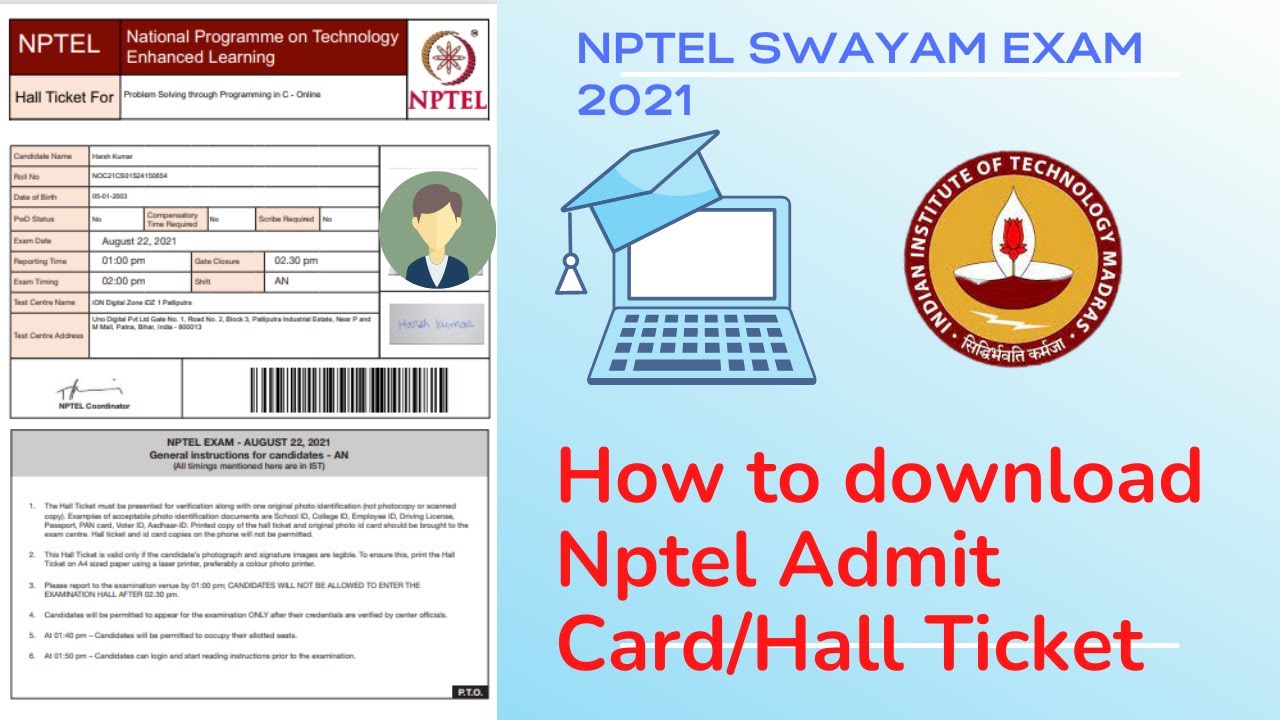 NPTEL
National Programme on Technology
Enhanced Learning
NPTEL
Hall Ticket For
Problem Solving through Programming in C - Online
Candidate Name
Harsh Kumar
Roll No
NOC21CS01S24150654
Date of Birth
05-01-2003
PwD Status
No
Compensatory
Time Required
No
Scribe Required
No
Exam Date
August 22, 2021
Reporting Time
01:00 pm
Gate Closure
02.30 pm
Exam Timing
02:00 pm
Shift
AN
Test Centre Name
iON Digital Zone iDZ 1 Patliputra
Test Centre Address
Uno Digital Pvt Ltd Gate No. 1, Road No. 2, Block 3, Patliputra Industrial Estate, Near P and
M Mall, Patna, Bihar, India - 800013
Harsh kumar
NPTEL Coordinator
NPTEL EXAM - AUGUST 22, 2021
General instructions for candidates - AN
(All timings mentioned here are in IST)
1. The Hall Ticket must be presented for verification along with one original photo identification (not photocopy or scanned
copy). Examples of acceptable photo identification documents are School ID, College ID, Employee ID, Driving License,
Passport, PAN card, Voter ID, Aadhaar-ID. Printed copy of the hall ticket and original photo id card should be brought to the
exam centre. Hall ticket and id card copies on the phone will not be permitted.
2. This Hall Ticket is valid only if the candidate's photograph and signature images are legible. To ensure this, print the Hall
Ticket on A4 sized paper using a laser printer, preferably a colour photo printer.
3. Please report to the examination venue by 01:00 pm; CANDIDATES WILL NOT BE ALLOWED TO ENTER THE
EXAMINATION HALL AFTER 02.30 pm.
4. Candidates will be permitted to appear for the examination ONLY after their credentials are verified by center officials.
5. At 01:40 pm – Candidates will be permitted to occupy their allotted seats.
6. At 01:50 pm – Candidates can login and start reading instructions prior to the examination.
P.T.O.
NPTEL SWAYAM EXAM
2021
INDIAN INSTITUTE OF TECHNOLOGY MADRAS
सिद्धिर्भवति कर्मजा
How to download
Nptel Admit
Card/Hall Ticket